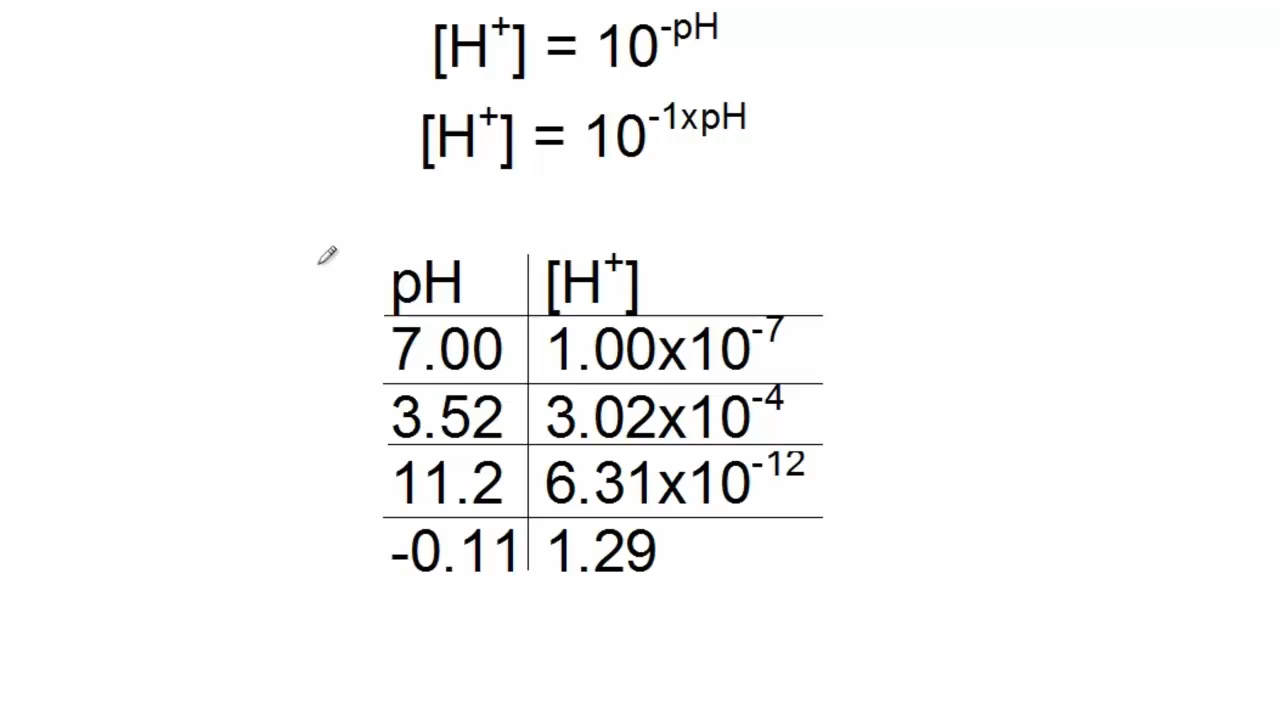 [H⁺] = 10⁻ᵖᴴ
[H⁺] = 10⁻¹ˣᵖᴴ
pH [H⁺]
7.00 1.00x10⁻⁷
3.52 3.02x10⁻⁴
11.2 6.31x10⁻¹²
-0.11 1.29